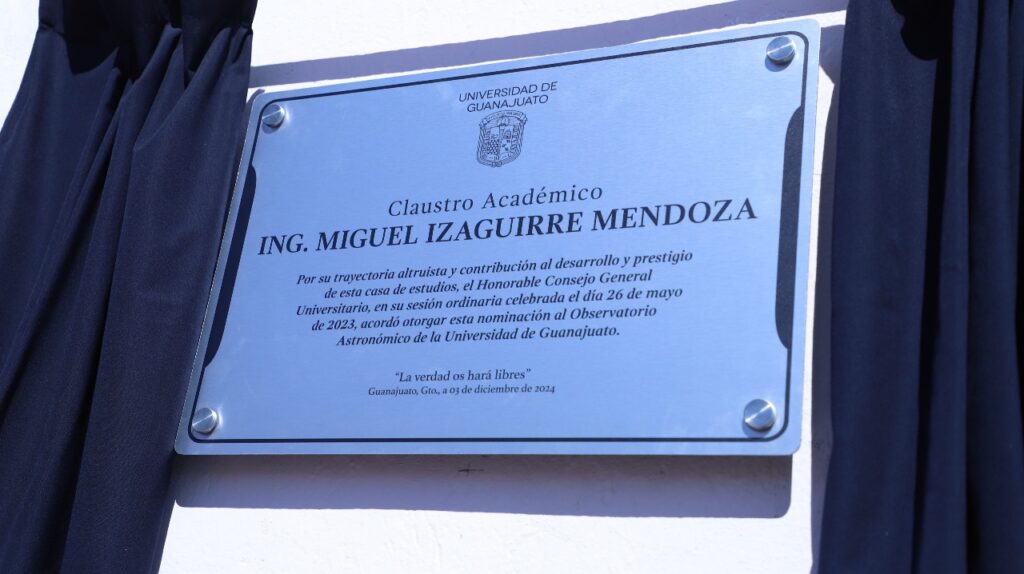 UNIVERSIDAD DE
GUANAJUATO
Claustro Académico
ING. MIGUEL IZAGUIRRE MENDOZA
Por su trayectoria altruista y contribución al desarrollo y prestigio
de esta casa de estudios, el Honorable Consejo General
Universitario, en su sesión ordinaria celebrada el día 26 de mayo
de 2023, acordó otorgar esta nominación al Observatorio
Astronómico de la Universidad de Guanajuato.
“La verdad os hará libres”
Guanajuato, Gto., a 03 de diciembre de 2024